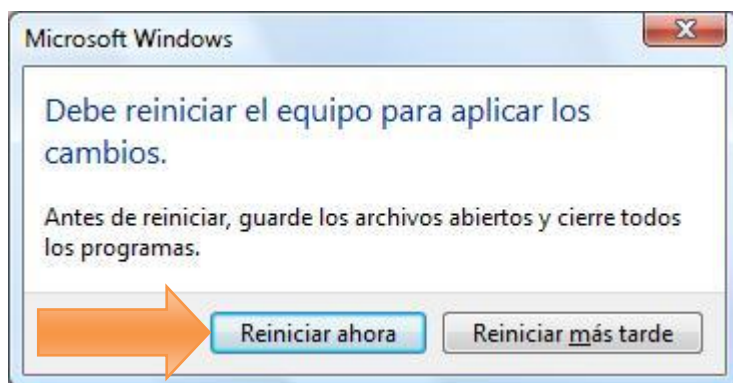 Microsoft Windows
Debe reiniciar el equipo para aplicar los
cambios.
Antes de reiniciar, guarde los archivos abiertos y cierre todos
los programas.
Reiniciar ahora
Reiniciar más tarde